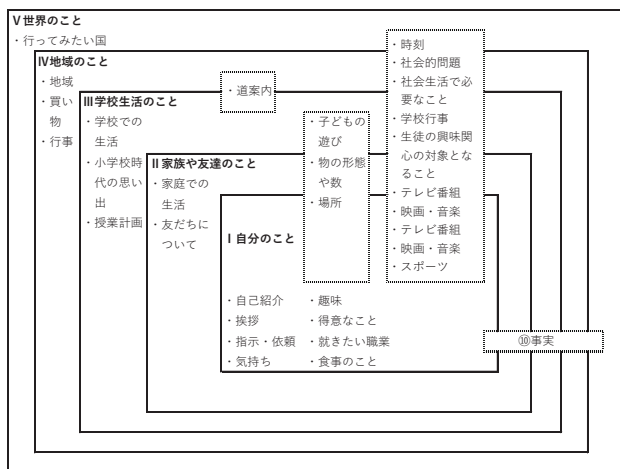 Ⅴ世界のこと
・行ってみたい国
Ⅳ地域のこと
・地域
・買い
物
・行事
Ⅲ学校生活のこと
・学校での
生活
・小学校時
代の思い
出
・授業計画
Ⅱ家族や友達のこと
・家庭での
生活
・友だちに
ついて
Ⅰ自分のこと
・自己紹介
・挨拶
・指示・依頼
・気持ち
・趣味
・得意なこと
・就きたい職業
・食事のこと
・道案内
・子どもの
遊び
・物の形態
や数
・場所
・時刻
・社会的問題
・社会生活で必
要なこと
・学校行事
・生徒の興味関
心の対象とな
ること
・テレビ番組
・映画・音楽
・テレビ番組
・映画・音楽
・スポーツ
⑩事実